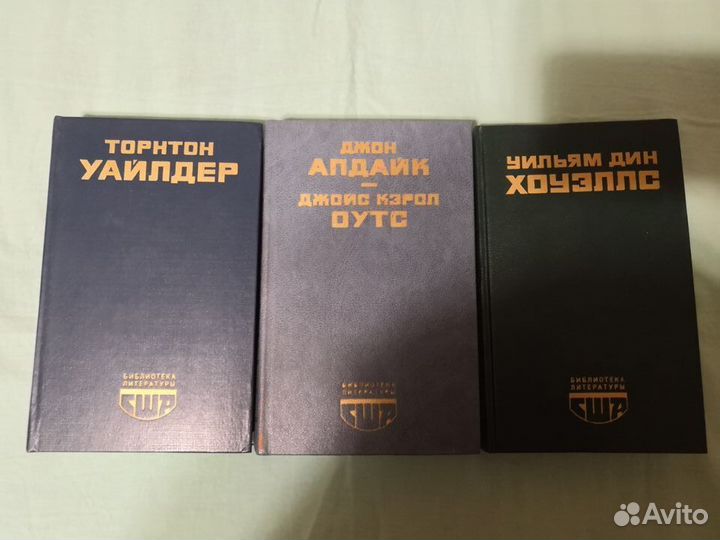 ТОРНТОН
УАЙЛДЕР
БИБЛИОТЕКА
ЛИТЕРАТУРЫ
США
ДЖОН
АПДАЙК
—
ДЖОЙС КЭРОЛ
ОУТС
БИБЛИОТЕКА
ЛИТЕРАТУРЫ
США
УИЛЬЯМ ДИН
ХОУЭЛЛС
БИБЛИОТЕКА
ЛИТЕРАТУРЫ
США
Avito